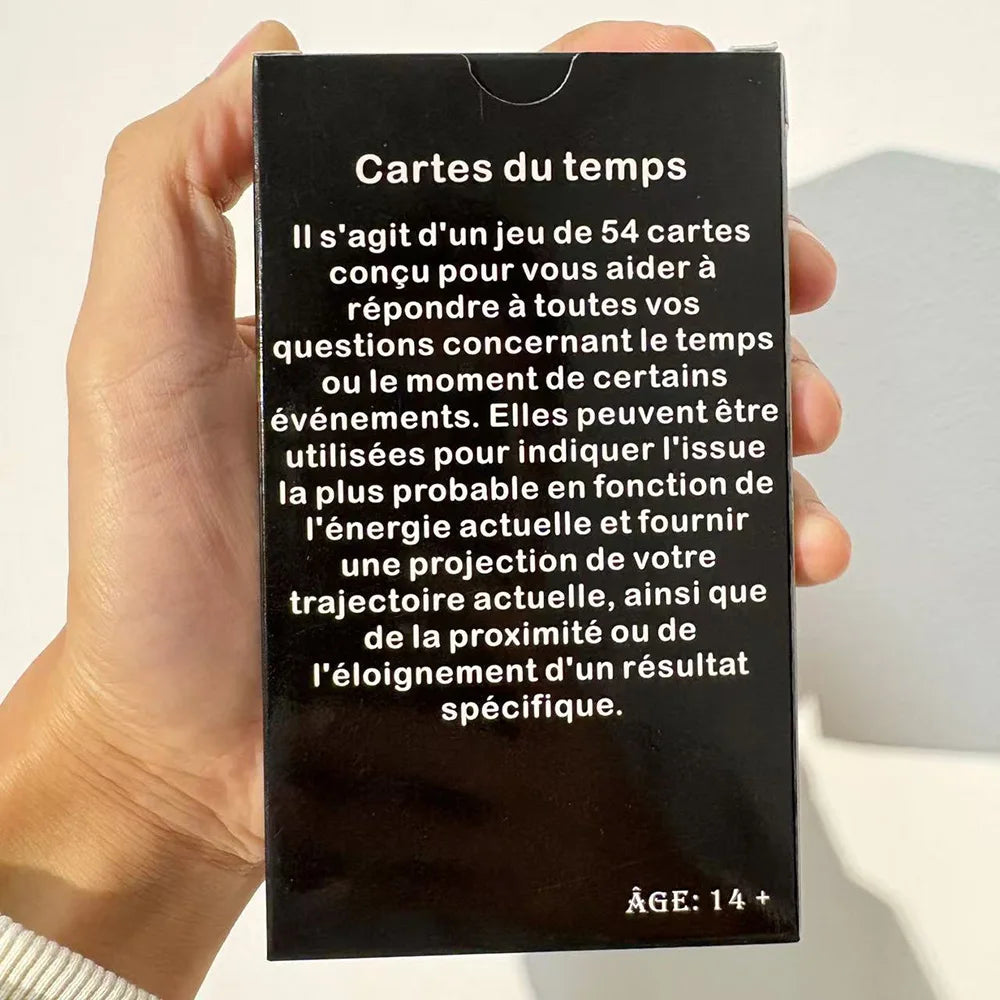 Cartes du temps
Il s'agit d'un jeu de 54 cartes
conçu pour vous aider à
répondre à toutes vos
questions concernant le temps
ou le moment de certains
événements. Elles peuvent être
utilisées pour indiquer l'issue
la plus probable en fonction de
l'énergie actuelle et fournir
une projection de votre
trajectoire actuelle, ainsi que
de la proximité ou de
l'éloignement d'un résultat
spécifique.
ÂGE: 14 +